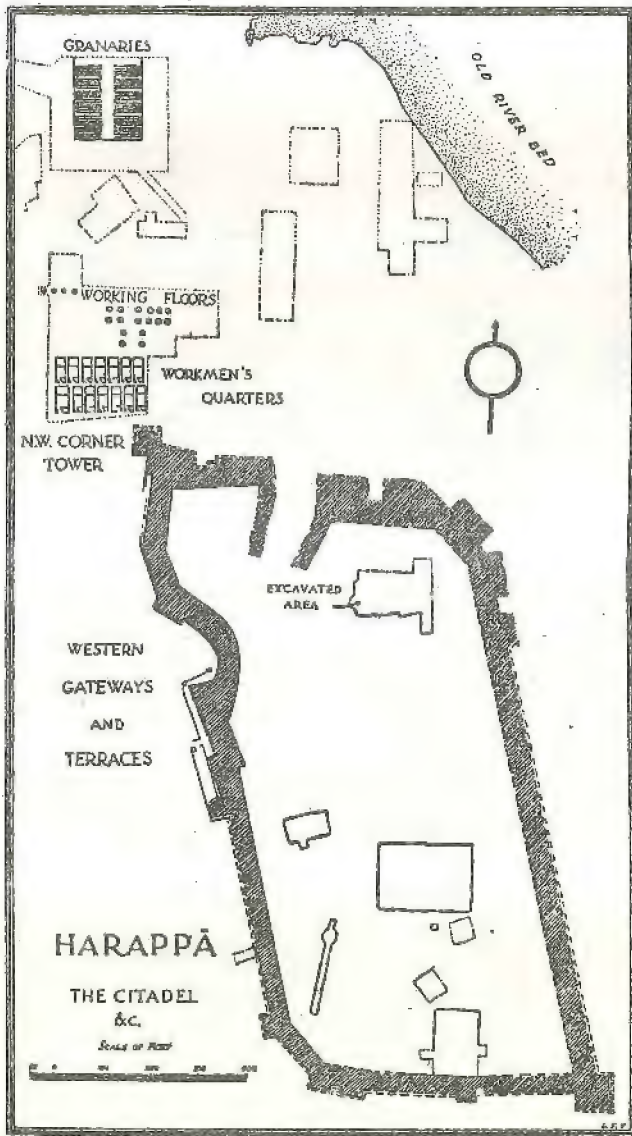 GRANARIES
OLD RIVER BED
WORKING FLOORS
WORKMEN'S
QUARTERS
N.W. CORNER
TOWER
EXCAVATED
AREA
WESTERN
GATEWAYS
AND
TERRACES
HARAPPĀ
THE CITADEL
&C.
SCALE OF FEET